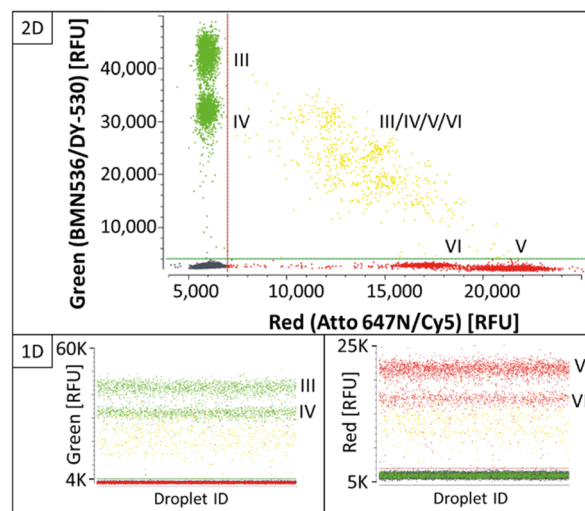 2D
Green (BMN536/DY-530) [RFU]
40,000
30,000
20,000
10,000
III
IV
III/IV/V/VI
VI
V
5,000
10,000
15,000
20,000
Red (Atto 647N/Cy5) [RFU]
1D
60K
Green [RFU]
4K
III
IV
Droplet ID
25K
Red [RFU]
5K
V
VI
Droplet ID